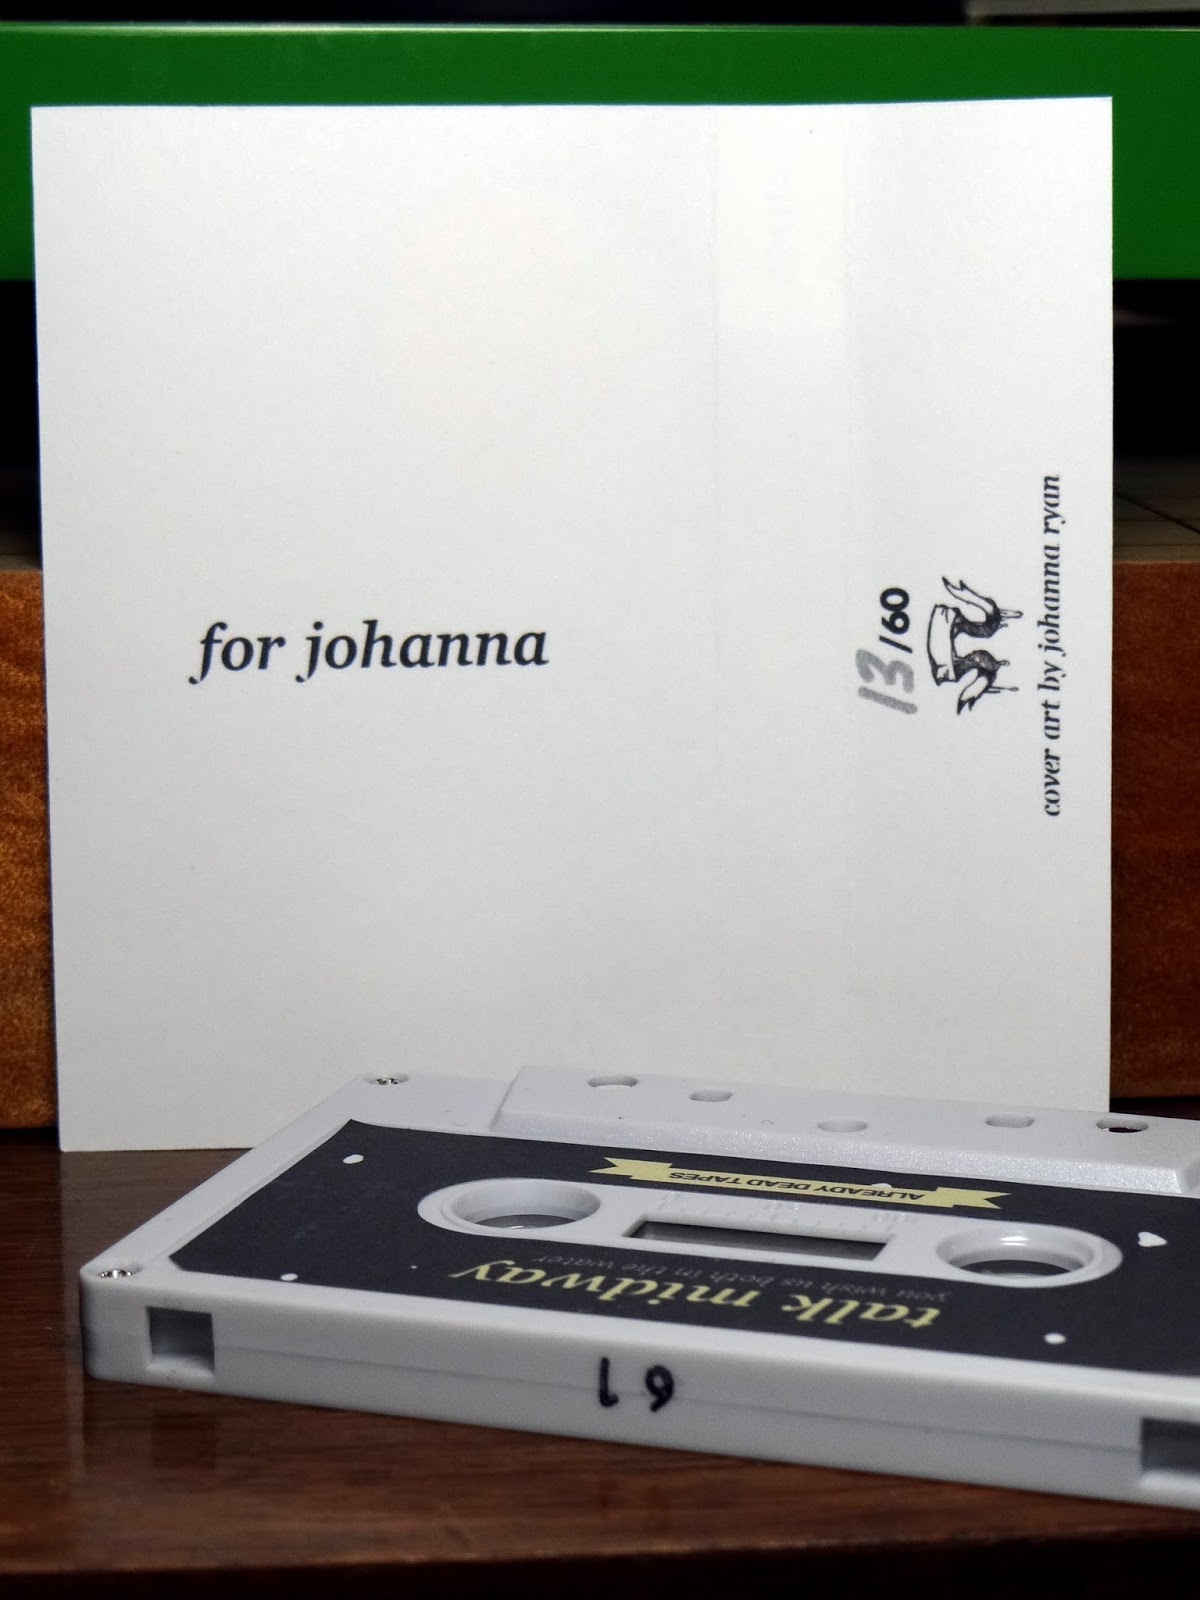 for johanna
13/60
cover art by johanna ryan
ALREADY DEAD TAPES
talk midway
you wish us both in the water
61